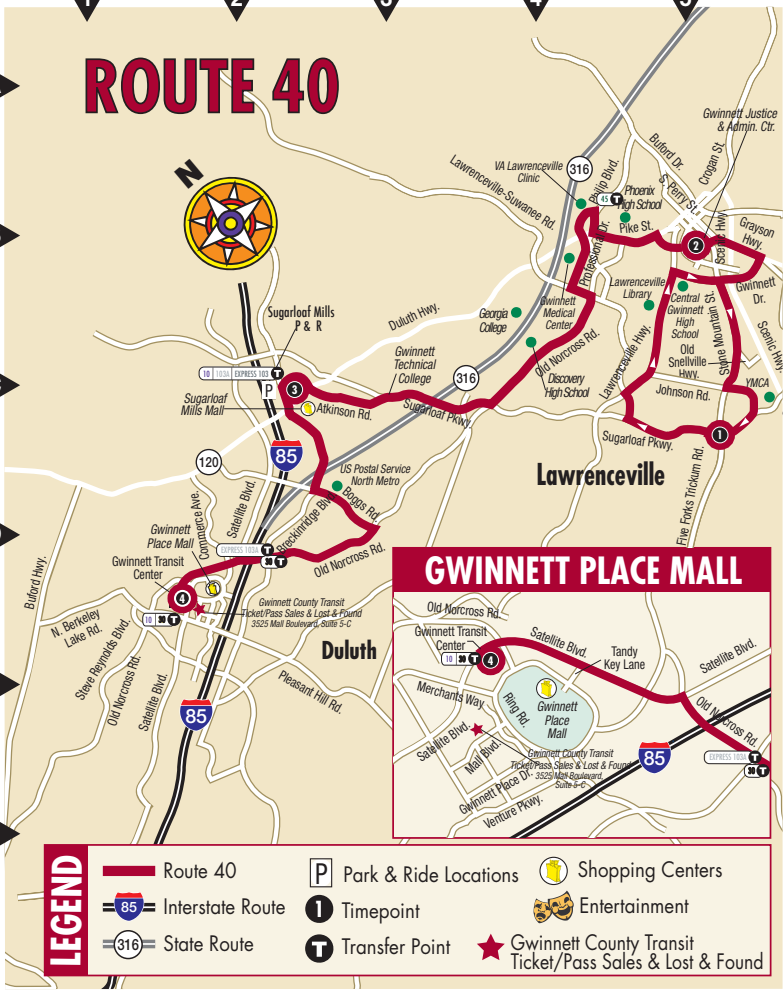 1 2 3 4 5
ROUTE 40
N
Gwinnett Justice
& Admin. Ctr.
Buford Dr.
Crogan St.
S. Perry St.
VA Lawrenceville
Clinic
Lawrenceville-Suwanee Rd.
316
Philip Blvd.
45 T
Phoenix
High School
Pike St.
Scenic Hwy.
Grayson
Hwy.
2
Professional Dr.
Gwinnett
Dr.
Lawrenceville
Library
Central
Gwinnett
High
School
Stone Mountain St.
Gwinnett
Medical
Center
Georgia
College
Duluth Hwy.
Sugarloaf Mills
P & R
Old Norcross Rd.
Lawrenceville Hwy.
Old
Snellville
Hwy.
Scenic Hwy.
Gwinnett
Technical
College
Discovery
High School
10 103A EXPRESS 103 T
P
3
316
YMCA
Johnson Rd.
Sugarloaf
Mills Mall
Atkinson Rd.
Sugarloaf Pkwy.
Sugarloaf Pkwy.
1
85
120
Lawrenceville
US Postal Service
North Metro
Boggs Rd.
Breckinridge Blvd.
Five Forks Trickum Rd.
Satellite Blvd.
Commerce Ave.
Gwinnett
Place Mall
EXPRESS 103A T
30 T
Old Norcross Rd.
Gwinnett Transit
Center
4
10 30 T
Gwinnett County Transit
Ticket/Pass Sales & Lost & Found
3525 Mall Boulevard, Suite 5-C
Buford Hwy.
N. Berkeley
Lake Rd.
Steve Reynolds Blvd.
Old Norcross Rd.
Satellite Blvd.
Duluth
Pleasant Hill Rd.
85
GWINNETT PLACE MALL
Old Norcross Rd.
Gwinnett Transit
Center
10 30 T
4
Satellite Blvd.
Tandy
Key Lane
Satellite Blvd.
Merchants Way
Ring Rd.
Gwinnett
Place
Mall
Old Norcross Rd.
Satellite Blvd.
Mall Blvd.
Gwinnett County Transit
Ticket/Pass Sales & Lost & Found
3525 Mall Boulevard,
Suite 5-C
85
EXPRESS 103A T
30 T
Gwinnett Place Dr.
Venture Pkwy.
LEGEND
Route 40
85 Interstate Route
316 State Route
P Park & Ride Locations
1 Timepoint
T Transfer Point
Shopping Centers
Entertainment
Gwinnett County Transit
Ticket/Pass Sales & Lost & Found